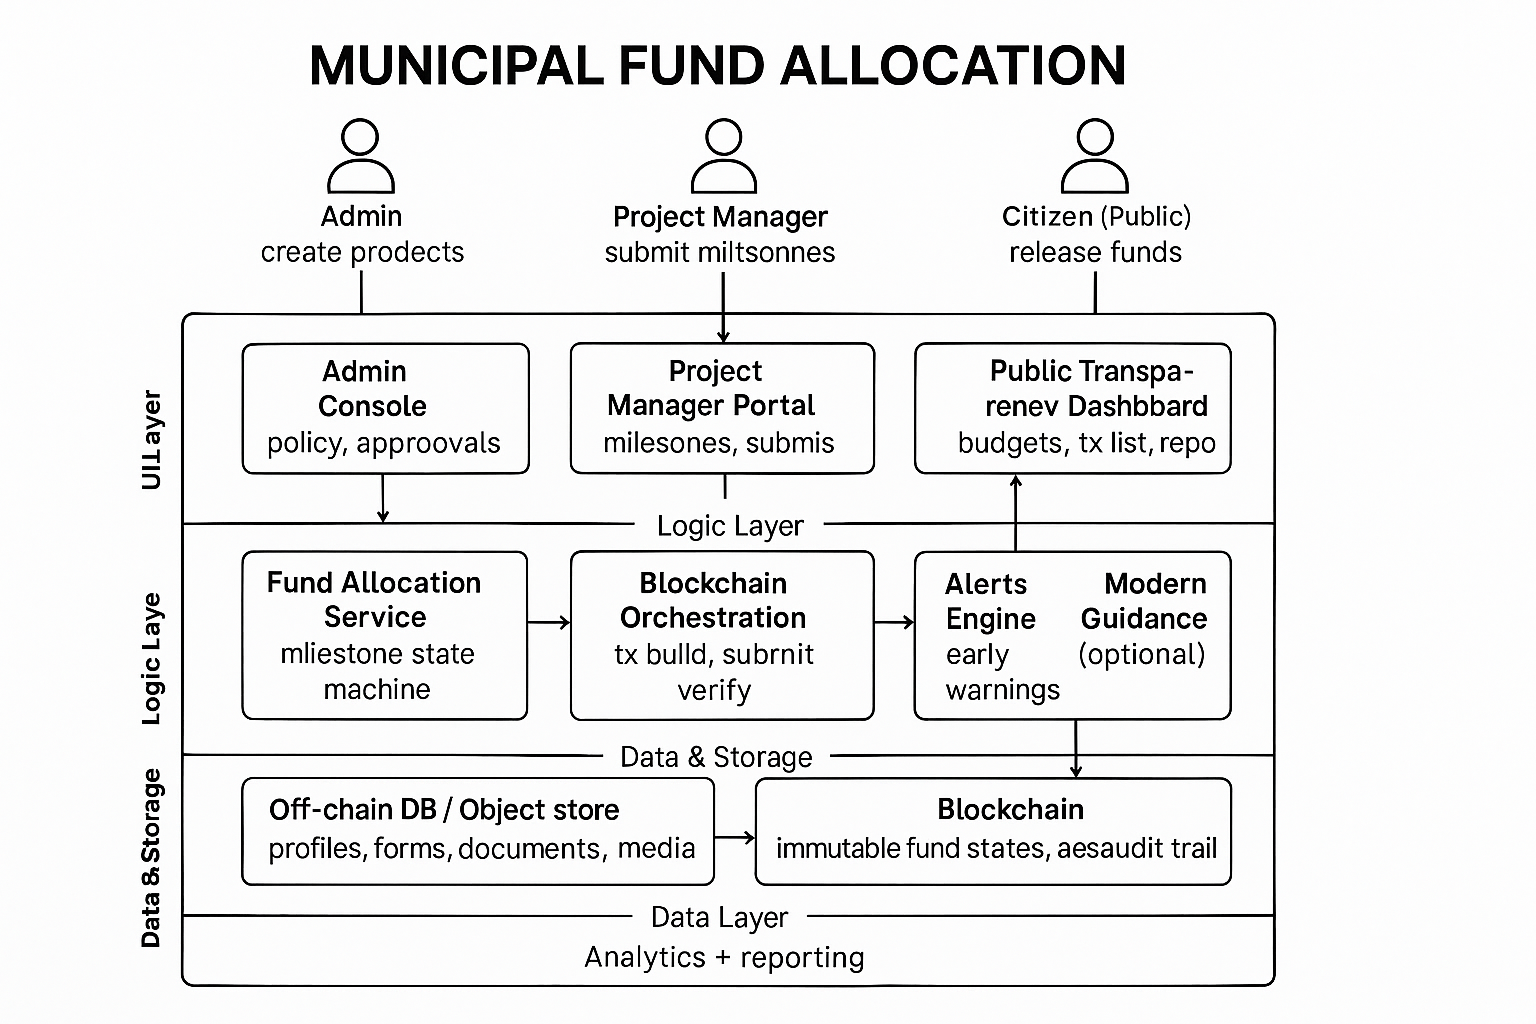 MUNICIPAL FUND ALLOCATION
Admin
create prodects
Project Manager
submit miltsonnes
Citizen (Public)
release funds
UIL ayer
Admin
Console
policy, approovals
Project
Manager Portal
milesones, submis
Public Transpa-
renev Dashbbard
budgets, tx list, repo
Logic Layer
Logic Laye
Fund Allocation
Service
mliestone state
machine
Blockchain
Orchestration
tx bulld, subrnit
verify
Alerts
Engine
early
warnings
Modern
Guidance
(optional)
Data & Storage
Data & Storage
Off-chain DB / Object store
profiles, forms, documents, media
Blockchain
immutable fund states, aesaudit trail
Data Layer
Analytics + reporting